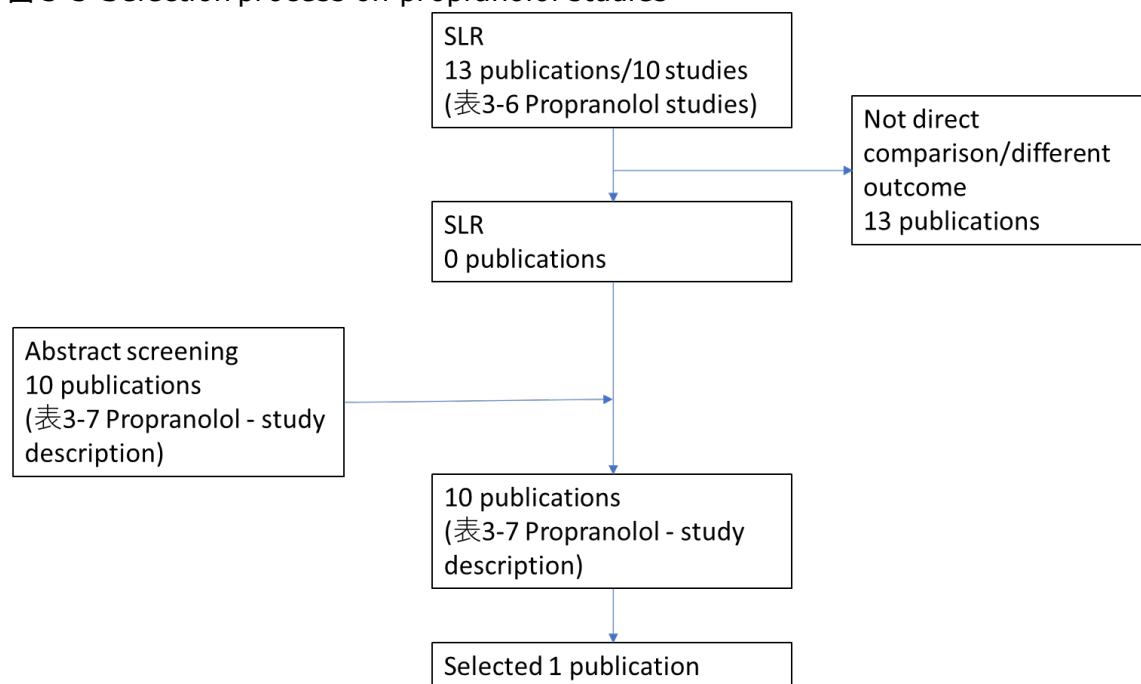 SLR
13 publications/10 studies
(表3-6 Propranolol studies)
Not direct
comparison/different
outcome
13 publications
SLR
0 publications
Abstract screening
10 publications
(表3-7 Propranolol - study
description)
10 publications
(表3-7 Propranolol - study
description)
Selected 1 publication